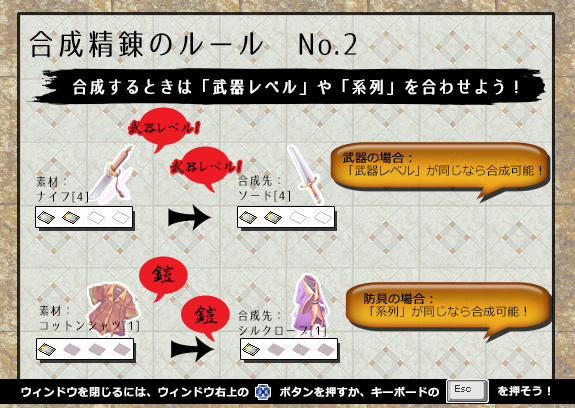 合成精錬のルール No.2
合成するときは「武器レベル」や「系列」を合わせよう！
武器レベル1
武器レベル1
素材：
ナイフ[4]
合成先：
ソード[4]
武器の場合：
「武器レベル」が同じなら合成可能！
鎧
鎧
素材：
コットンシャツ[1]
合成先：
シルクローブ[1]
防具の場合：
「系列」が同じなら合成可能！
ウィンドウを閉じるには、ウィンドウ右上の ボタンを押すか、キーボードの Esc を押そう！